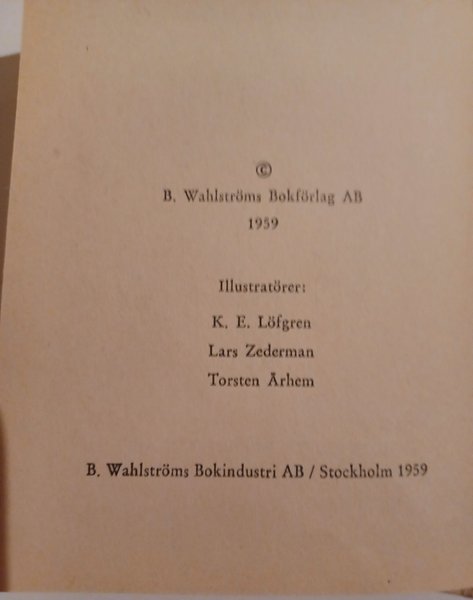 ©
B. Wahlströms Bokförlag AB
1959
Illustratörer:
K. E. Löfgren
Lars Zederman
Torsten Århem
B. Wahlströms Bokindustri AB / Stockholm 1959